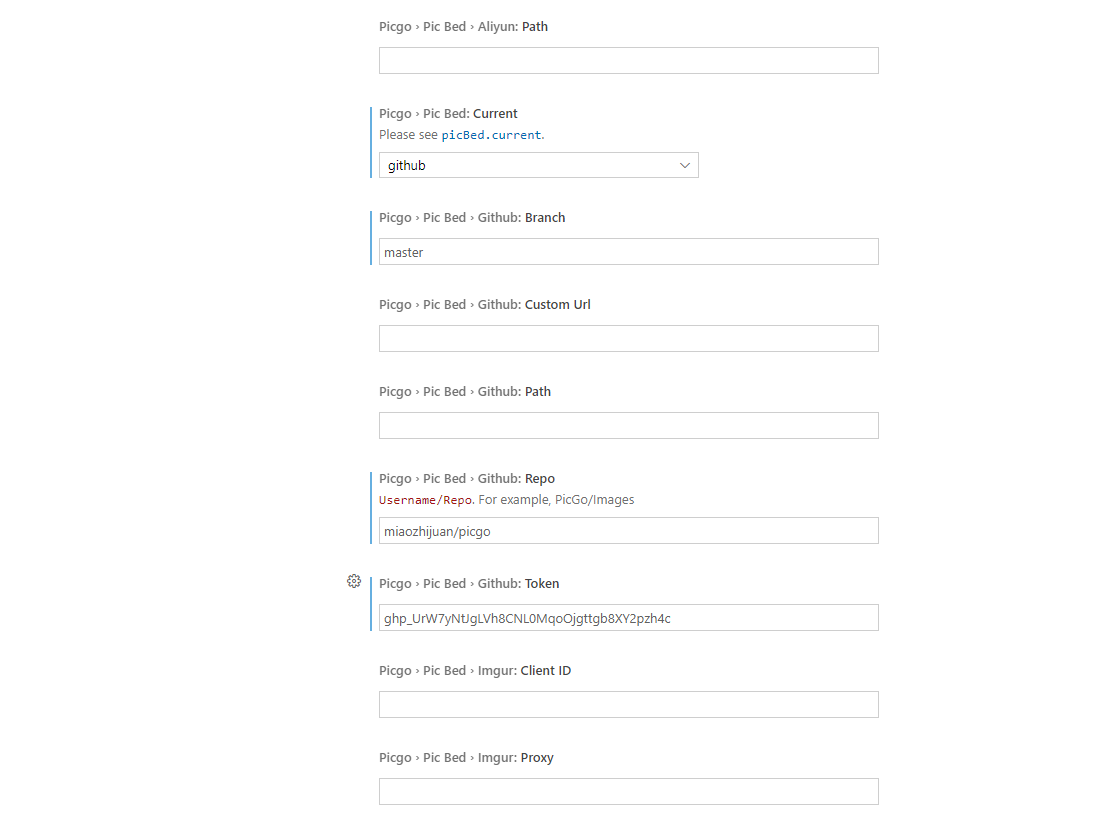 Picgo › Pic Bed › Aliyun: Path
Picgo › Pic Bed: Current
Please see picBed.current.
github
Picgo › Pic Bed › Github: Branch
master
Picgo › Pic Bed › Github: Custom Url
Picgo › Pic Bed › Github: Path
Picgo › Pic Bed › Github: Repo
Username/Repo. For example, PicGo/Images
miaozhijuan/picgo
Picgo › Pic Bed › Github: Token
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
Picgo › Pic Bed › Imgur: Client ID
Picgo › Pic Bed › Imgur: Proxy